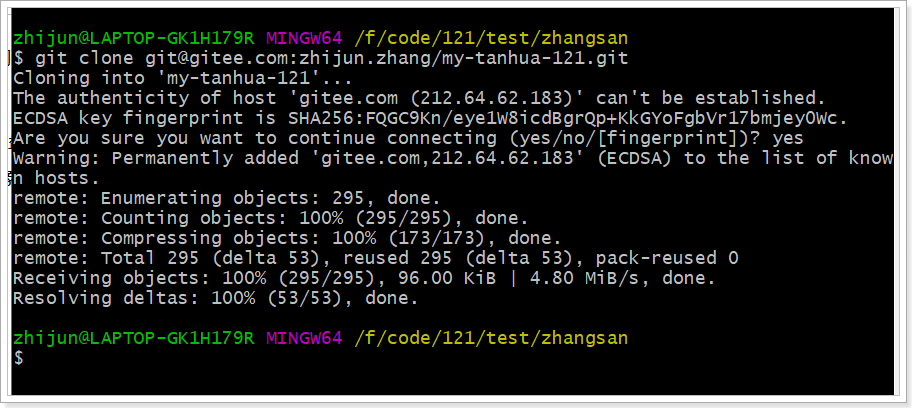 zhijun@LAPTOP-GK1H179R MINGW64 /f/code/121/test/zhangsan
$ git clone git@gitee.com:zhijun.zhang/my-tanhua-121.git
Cloning into 'my-tanhua-121'...
The authenticity of host 'gitee.com (212.64.62.183)' can't be established.
ECDSA key fingerprint is SHA256:FQGC9Kn/eye1W8icdBgrQp+KkGYoFgbVr17bmjeyOWc.
Are you sure you want to continue connecting (yes/no/[fingerprint])? yes
Warning: Permanently added 'gitee.com,212.64.62.183' (ECDSA) to the list of know
n hosts.
remote: Enumerating objects: 295, done.
remote: Counting objects: 100% (295/295), done.
remote: Compressing objects: 100% (173/173), done.
remote: Total 295 (delta 53), reused 295 (delta 53), pack-reused 0
Receiving objects: 100% (295/295), 96.00 KiB | 4.80 MiB/s, done.
Resolving deltas: 100% (53/53), done.
zhijun@LAPTOP-GK1H179R MINGW64 /f/code/121/test/zhangsan
$